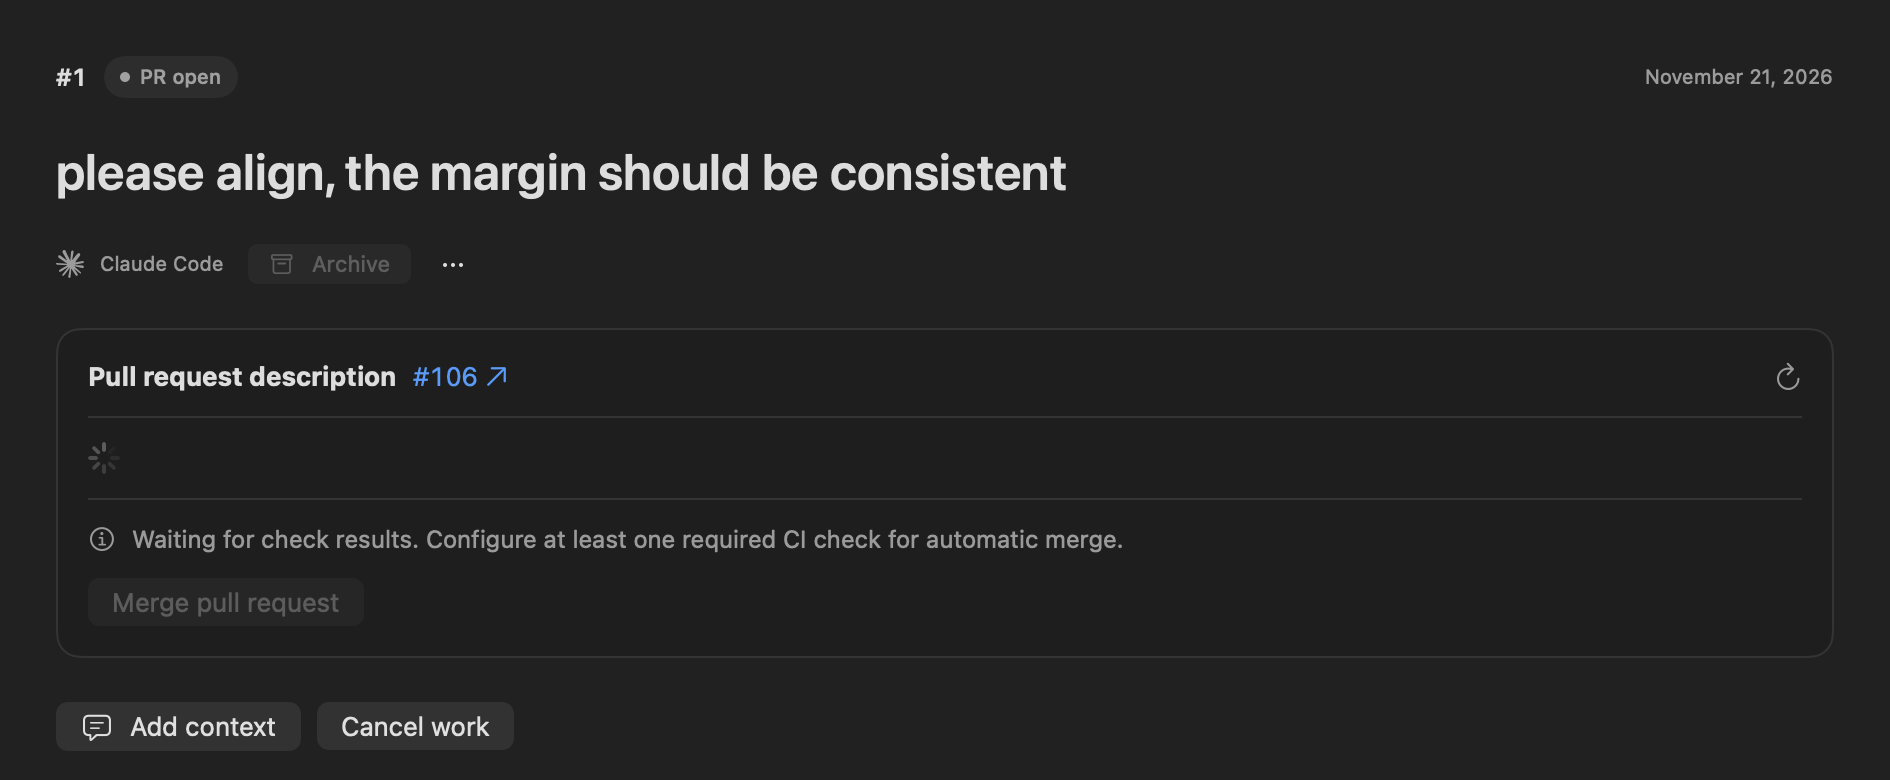 #1 PR open November 21, 2026
please align, the margin should be consistent
Claude Code Archive ...
Pull request description #106
Waiting for check results. Configure at least one required CI check for automatic merge.
Merge pull request
Add context Cancel work